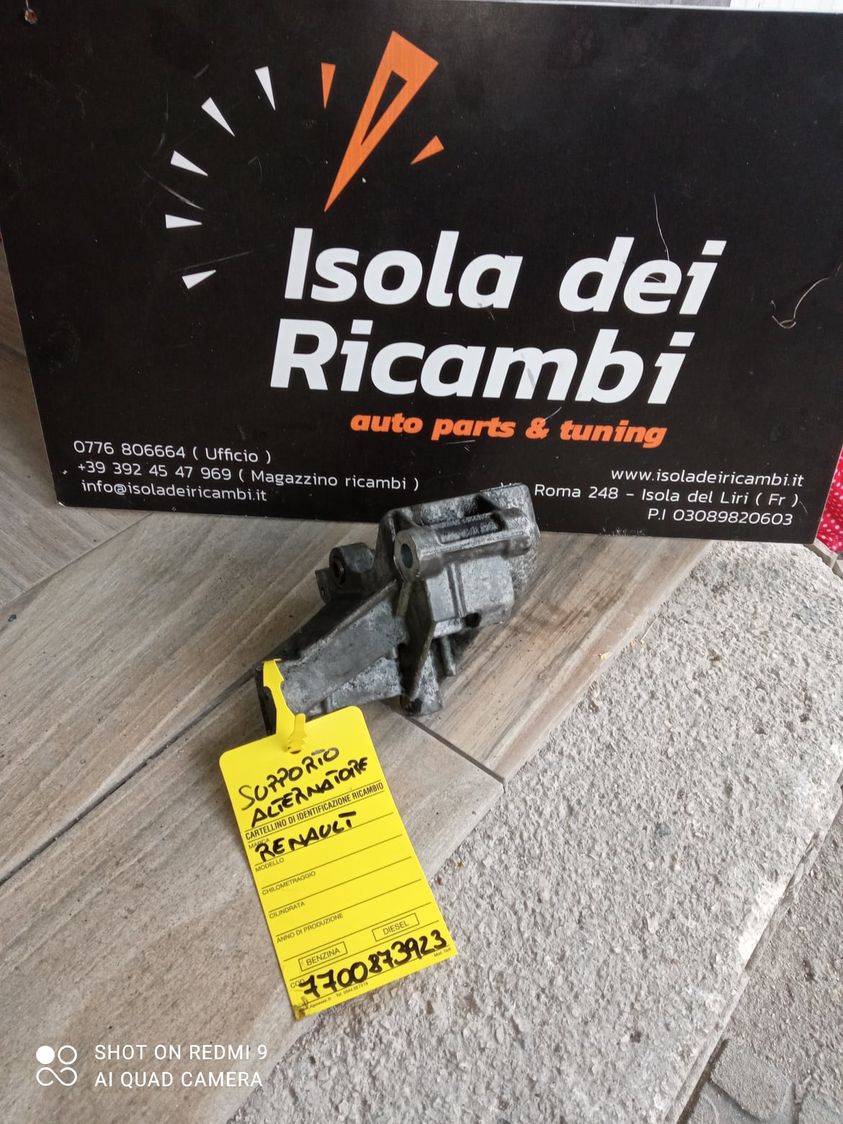 Isola dei
Ricambi
auto parts & tuning
0776 806664 ( Ufficio )
+39 392 45 47 969 ( Magazzino ricambi )
info@isoladeiricambi.it
www.isoladeiricambi.it
Roma 248 - Isola del Liri ( Fr )
P.I 03089820603
SUPPORTO
ALTERNATORE
CARTELLINO DI IDENTIFICAZIONE RICAMBIO
MARCA
RENAULT
MODELLO
CHILOMETRAGGIO
CILINDRATA
ANNO DI PRODUZIONE
BENZINA DIESEL
COD
7700873923
SHOT ON REDMI 9
AI QUAD CAMERA